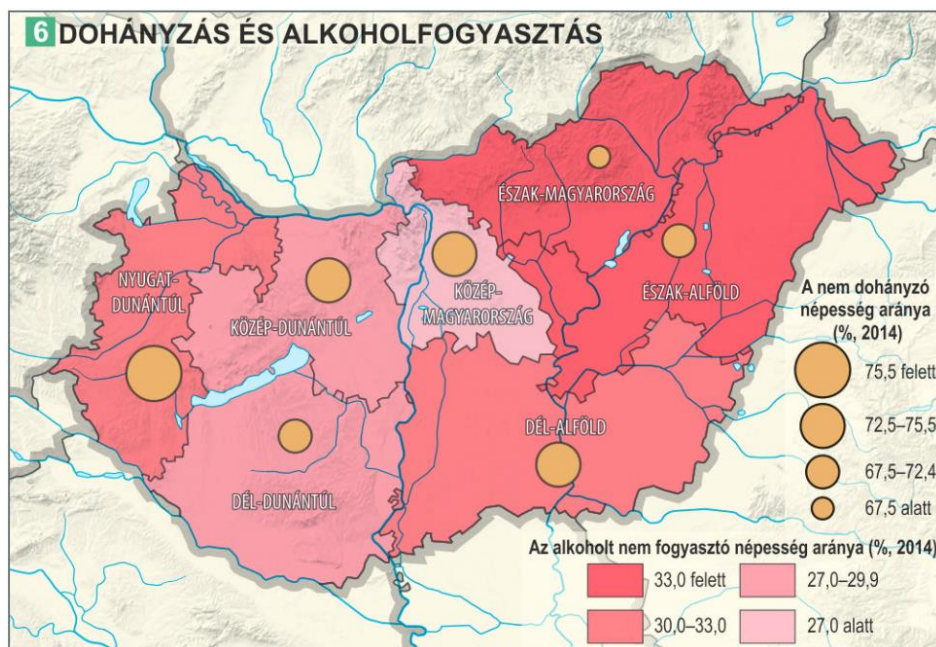 6 DOHÁNYZÁS ÉS ALKOHOLFOGYASZTÁS
ÉSZAK-MAGYARORSZÁG
NYUGAT-
DUNÁNTÚL
KÖZÉP-DUNÁNTÚL
KÖZÉP-
MAGYARORSZÁG
ÉSZAK-ALFÖLD
DÉL-ALFÖLD
DÉL-DUNÁNTÚL
A nem dohányzó
népesség aránya
(%, 2014)
75,5 felett
72,5–75,5
67,5–72,4
67,5 alatt
Az alkoholt nem fogyasztó népesség aránya (%, 2014)
33,0 felett
27,0–29,9
30,0–33,0
27,0 alatt